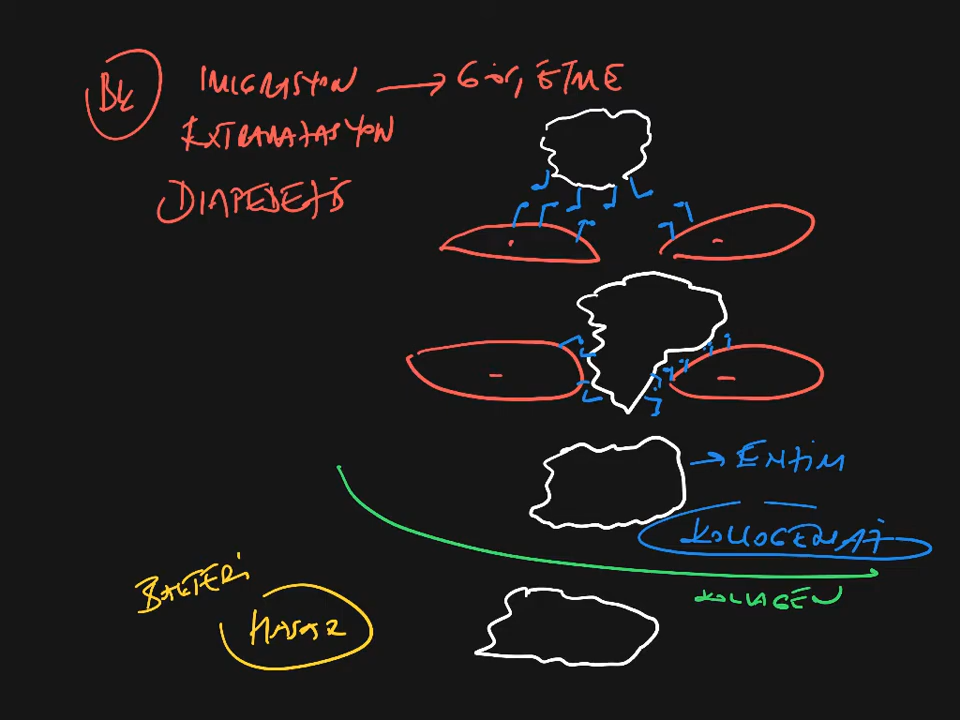 BK
IMIGRASYON → GÖÇ ETME
EXTRAVAZASYON
DIAPEDEZİS
→ ENZİM
KOLLOGENAZ
KOLLAGEN
BAKTERİ
HASAR